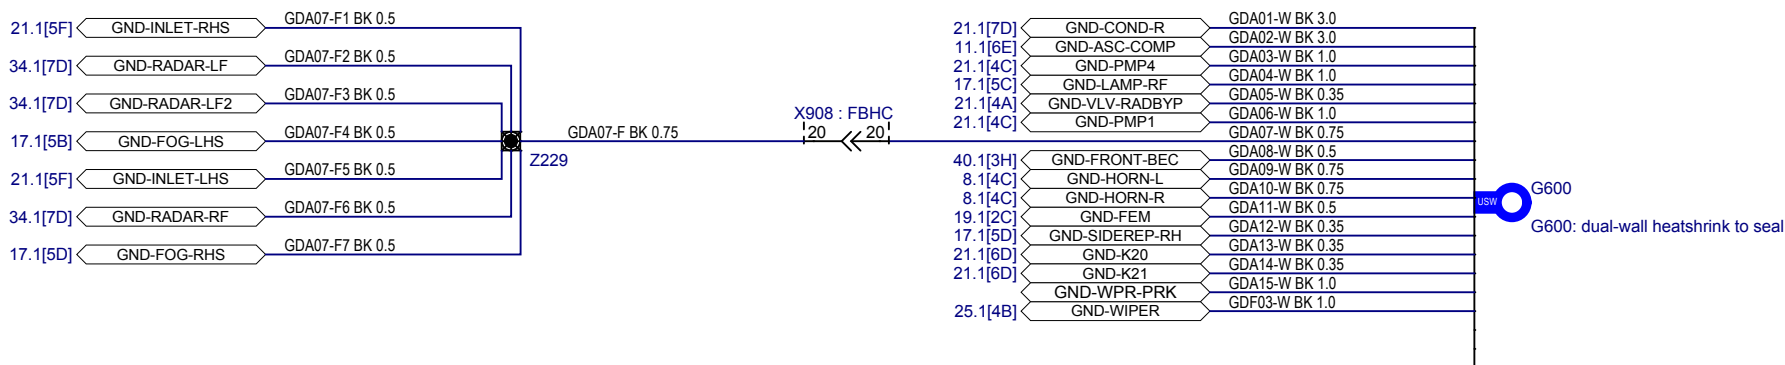 21.1[5F] GND-INLET-RHS GDA07-F1 BK 0.5
34.1[7D] GND-RADAR-LF GDA07-F2 BK 0.5
34.1[7D] GND-RADAR-LF2 GDA07-F3 BK 0.5
17.1[5B] GND-FOG-LHS GDA07-F4 BK 0.5
21.1[5F] GND-INLET-LHS GDA07-F5 BK 0.5
34.1[7D] GND-RADAR-RF GDA07-F6 BK 0.5
17.1[5D] GND-FOG-RHS GDA07-F7 BK 0.5
Z229
GDA07-F BK 0.75
X908 : FBHC
20 20
21.1[7D] GND-COND-R GDA01-W BK 3.0
11.1[6E] GND-ASC-COMP GDA02-W BK 3.0
21.1[4C] GND-PMP4 GDA03-W BK 1.0
17.1[5C] GND-LAMP-RF GDA04-W BK 1.0
21.1[4A] GND-VLV-RADBYP GDA05-W BK 0.35
21.1[4C] GND-PMP1 GDA06-W BK 1.0
GDA07-W BK 0.75
40.1[3H] GND-FRONT-BEC GDA08-W BK 0.5
8.1[4C] GND-HORN-L GDA09-W BK 0.75
8.1[4C] GND-HORN-R GDA10-W BK 0.75
19.1[2C] GND-FEM GDA11-W BK 0.5
17.1[5D] GND-SIDEREP-RH GDA12-W BK 0.35
21.1[6D] GND-K20 GDA13-W BK 0.35
21.1[6D] GND-K21 GDA14-W BK 0.35
GND-WPR-PRK GDA15-W BK 1.0
25.1[4B] GND-WIPER GDF03-W BK 1.0
USW
G600
G600: dual-wall heatshrink to seal